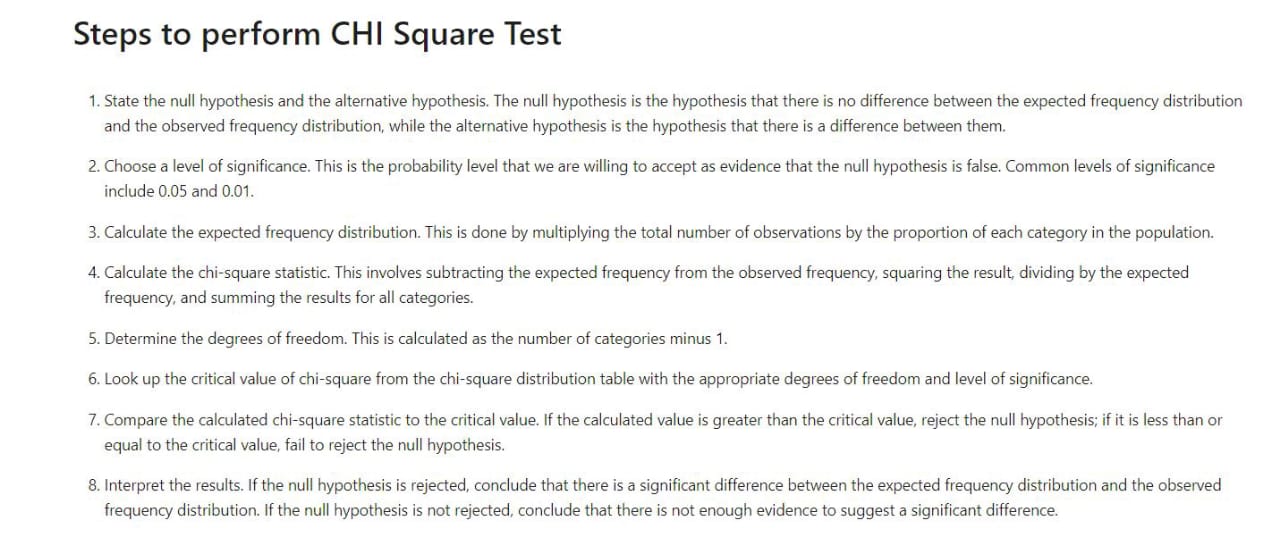 Steps to perform CHI Square Test
1. State the null hypothesis and the alternative hypothesis. The null hypothesis is the hypothesis that there is no difference between the expected frequency distribution
and the observed frequency distribution, while the alternative hypothesis is the hypothesis that there is a difference between them.
2. Choose a level of significance. This is the probability level that we are willing to accept as evidence that the null hypothesis is false. Common levels of significance
include 0.05 and 0.01.
3. Calculate the expected frequency distribution. This is done by multiplying the total number of observations by the proportion of each category in the population.
4. Calculate the chi-square statistic. This involves subtracting the expected frequency from the observed frequency, squaring the result, dividing by the expected
frequency, and summing the results for all categories.
5. Determine the degrees of freedom. This is calculated as the number of categories minus 1.
6. Look up the critical value of chi-square from the chi-square distribution table with the appropriate degrees of freedom and level of significance.
7. Compare the calculated chi-square statistic to the critical value. If the calculated value is greater than the critical value, reject the null hypothesis; if it is less than or
equal to the critical value, fail to reject the null hypothesis.
8. Interpret the results. If the null hypothesis is rejected, conclude that there is a significant difference between the expected frequency distribution and the observed
frequency distribution. If the null hypothesis is not rejected, conclude that there is not enough evidence to suggest a significant difference.